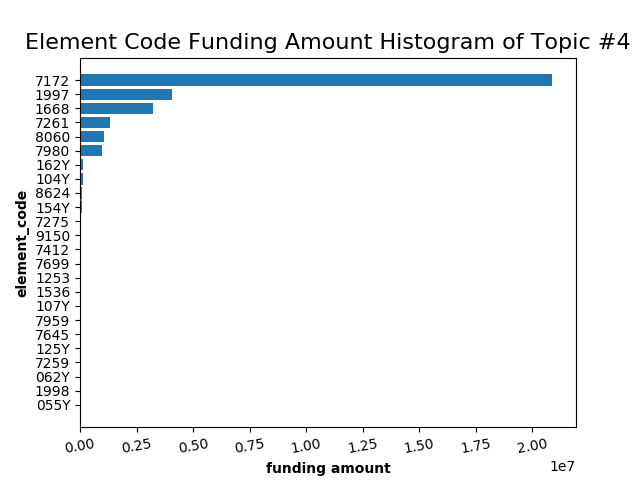 Element Code Funding Amount Histogram of Topic #4
7172
1997
1668
7261
8060
7980
162Y
104Y
8624
154Y
7275
9150
7412
7699
1253
1536
107Y
7959
7645
125Y
7259
062Y
1998
055Y
element_code
0.00 0.25 0.50 0.75 1.00 1.25 1.50 1.75 2.00
1e7
funding amount